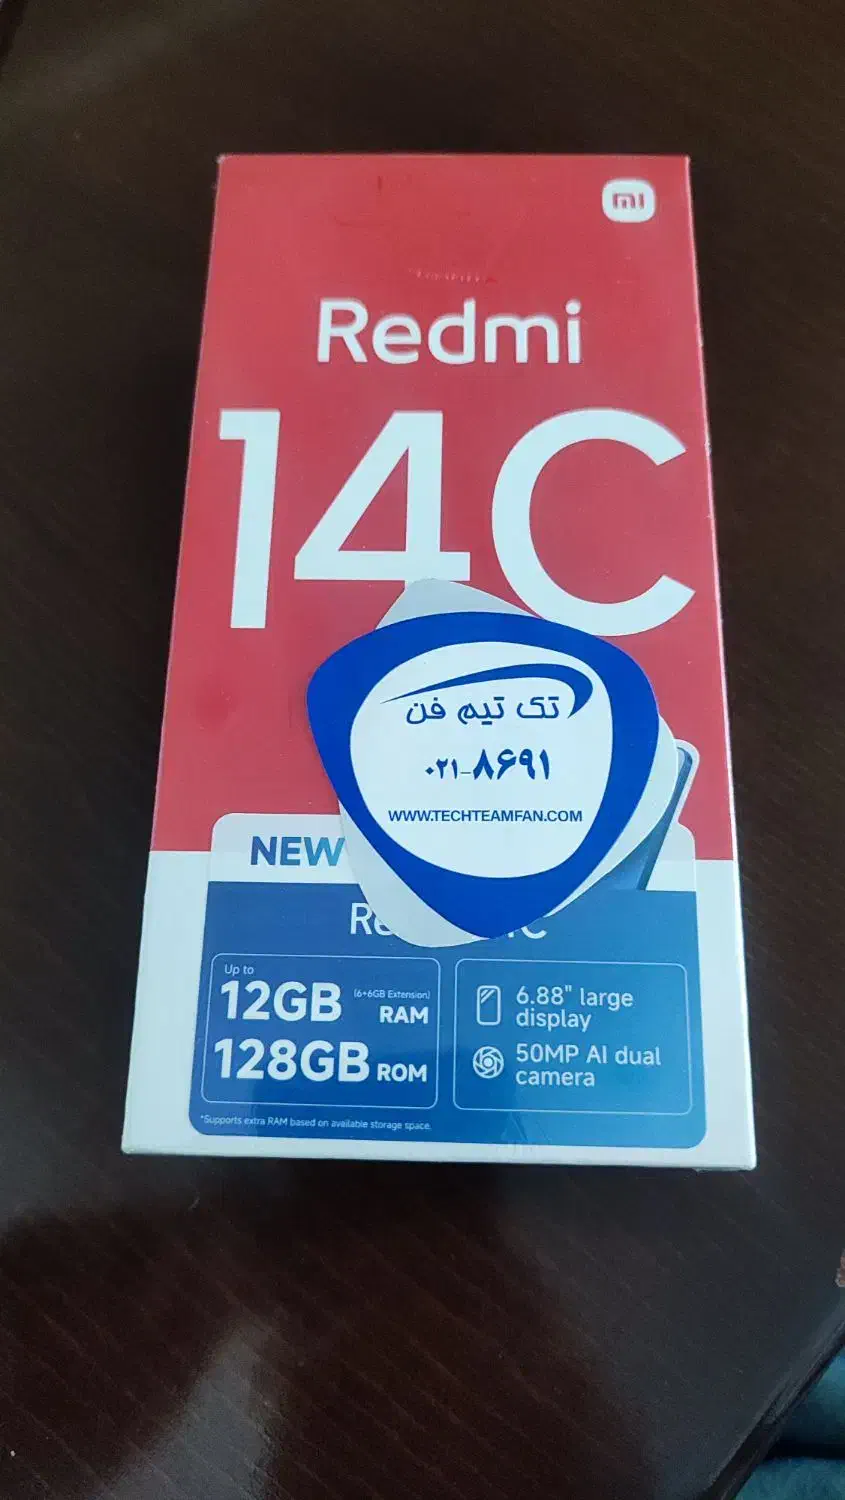 mi
Redmi
14C
تک تیم فن
۰۲۱-۸۶۹۱
WWW.TECHTEAMFAN.COM
NEW
Up to
12GB (6+6GB Extension) RAM
128GB ROM
6.88" large
display
50MP AI dual
camera
*Supports extra RAM based on available storage space.